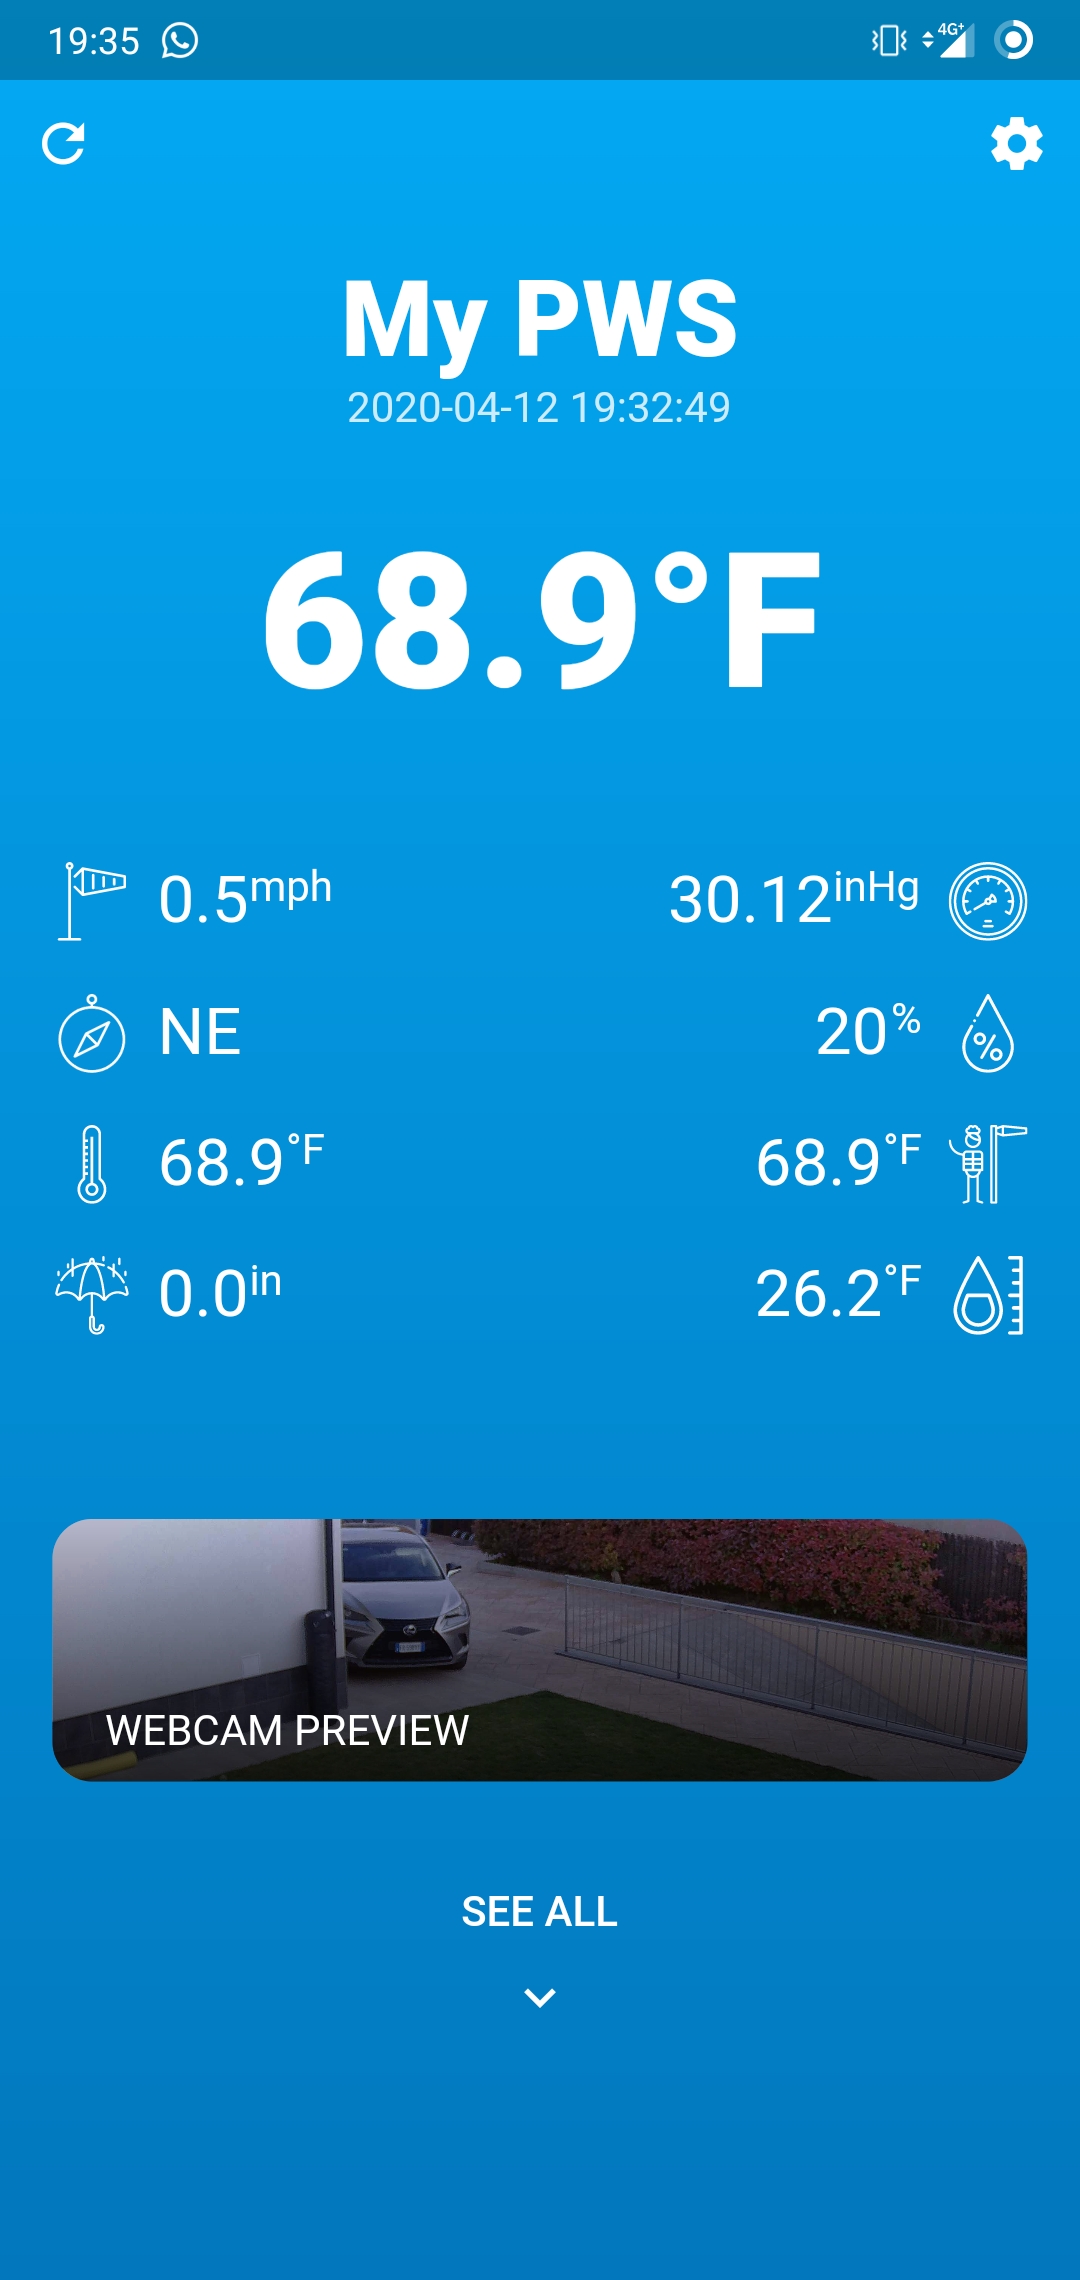 19:35 4G+
My PWS
2020-04-12 19:32:49
68.9°F
0.5mph 30.12inHg
NE 20%
68.9°F 68.9°F
0.0in 26.2°F
WEBCAM PREVIEW
SEE ALL